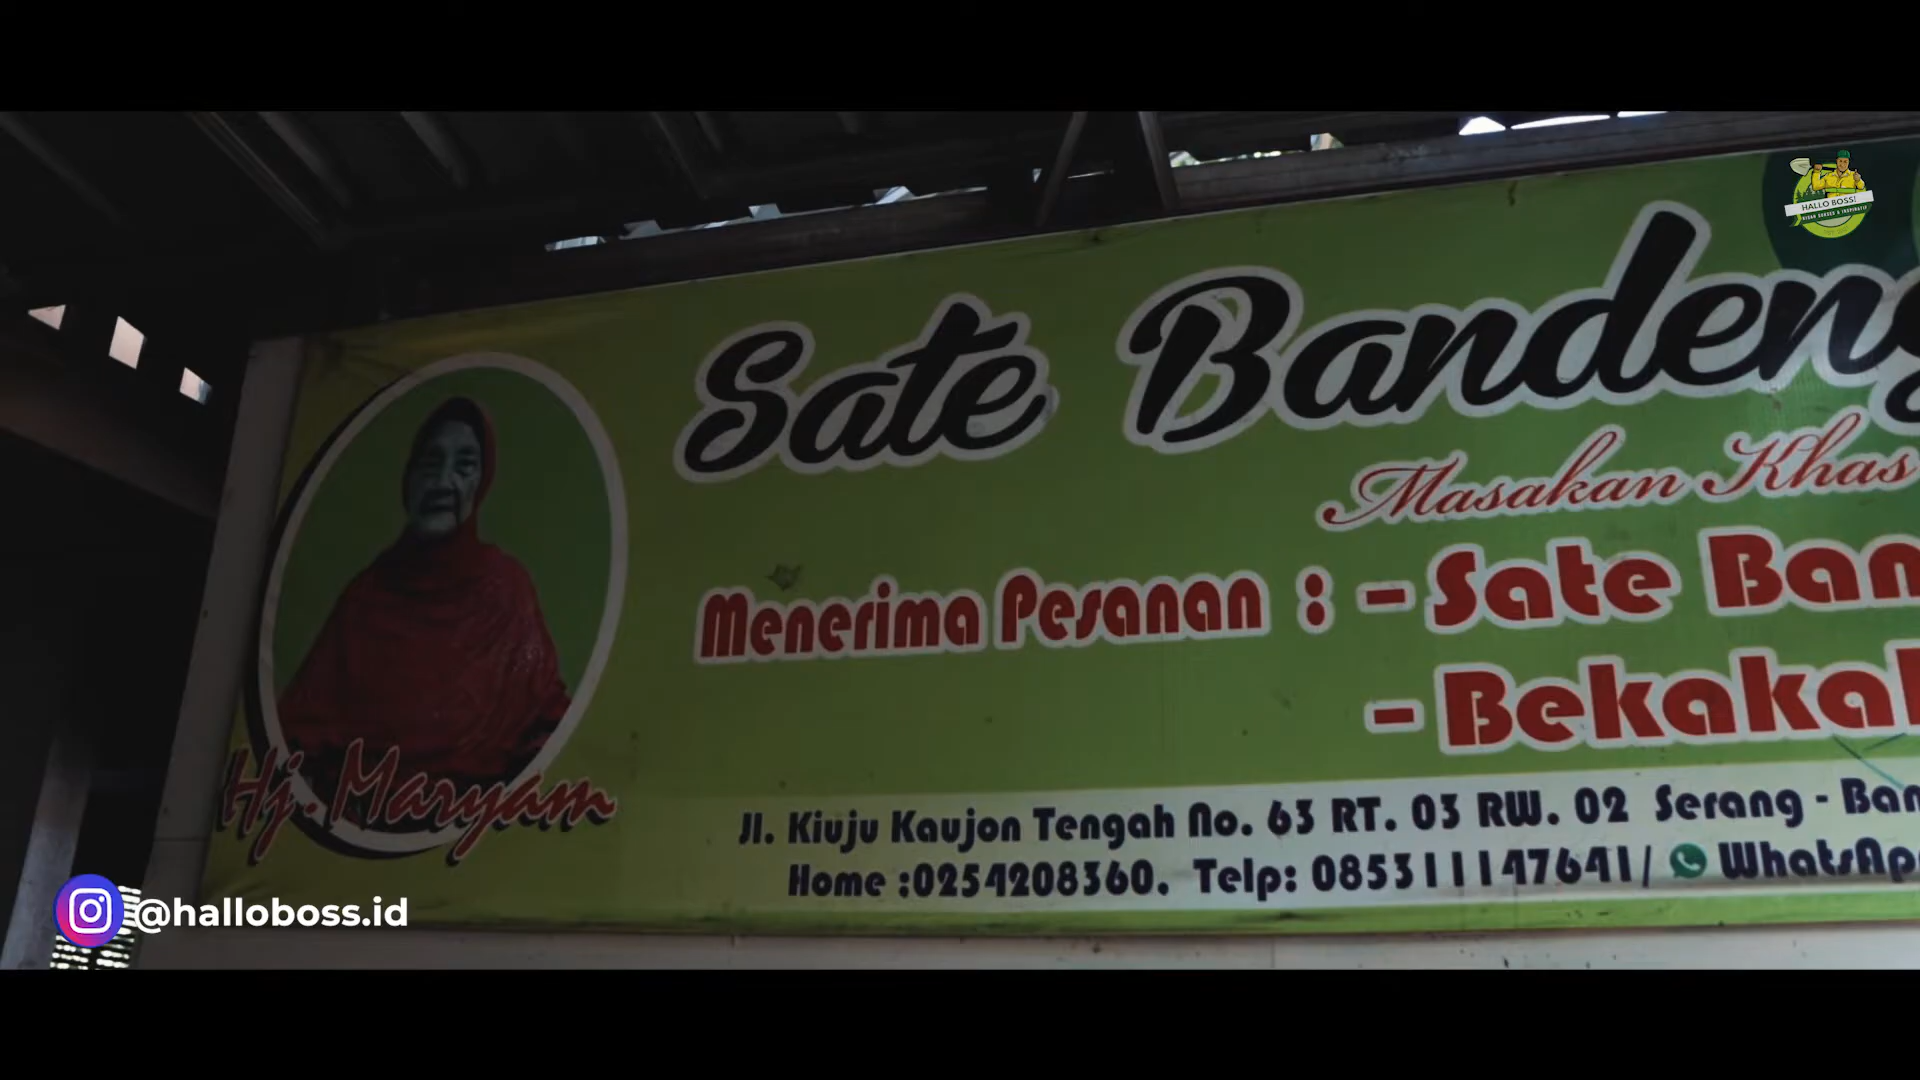 HALLO BOSS!
Sate Bandeng
Masakan Khas
Menerima Pesanan : - Sate Ban
- Bekakak
Hj. Maryam
Jl. Kiuju Kaujon Tengah No. 63 RT. 03 RW. 02 Serang - Ban
Home :0254208360. Telp: 085311147641/ WhatsAp
@halloboss.id